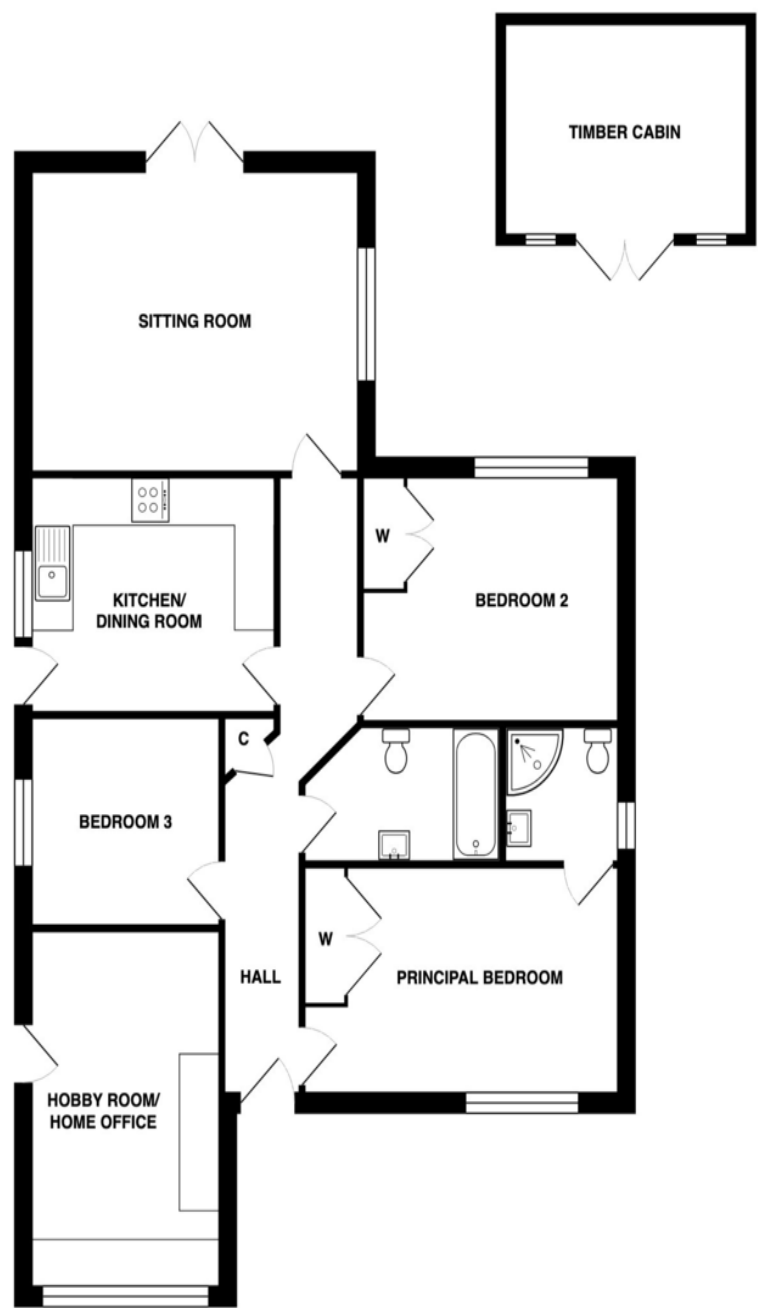 TIMBER CABIN
SITTING ROOM
W
BEDROOM 2
KITCHEN/
DINING ROOM
C
BEDROOM 3
W
HALL
PRINCIPAL BEDROOM
HOBBY ROOM/
HOME OFFICE